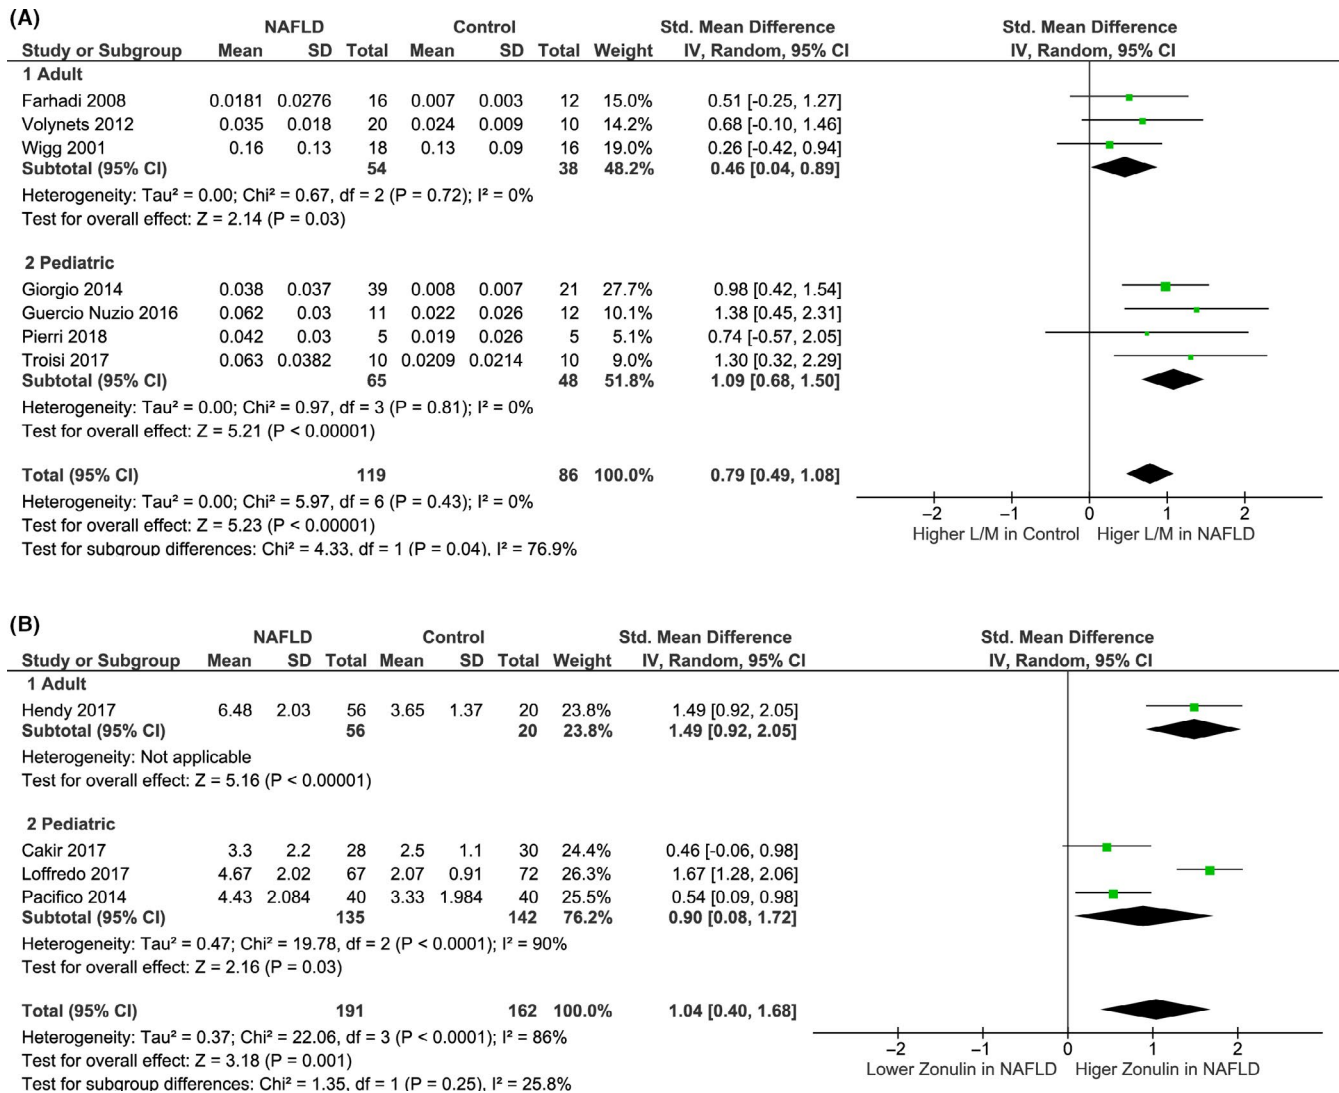 (A)
NAFLD Control Std. Mean Difference Std. Mean Difference
Study or Subgroup Mean SD Total Mean SD Total Weight IV, Random, 95% CI IV, Random, 95% CI
1 Adult
Farhadi 2008 0.0181 0.0276 16 0.007 0.003 12 15.0% 0.51 [-0.25, 1.27]
Volynets 2012 0.035 0.018 20 0.024 0.009 10 14.2% 0.68 [-0.10, 1.46]
Wigg 2001 0.16 0.13 18 0.13 0.09 16 19.0% 0.26 [-0.42, 0.94]
Subtotal (95% CI) 54 38 48.2% 0.46 [0.04, 0.89]
Heterogeneity: Tau² = 0.00; Chi² = 0.67, df = 2 (P = 0.72); I² = 0%
Test for overall effect: Z = 2.14 (P = 0.03)
2 Pediatric
Giorgio 2014 0.038 0.037 39 0.008 0.007 21 27.7% 0.98 [0.42, 1.54]
Guercio Nuzio 2016 0.062 0.03 11 0.022 0.026 12 10.1% 1.38 [0.45, 2.31]
Pierri 2018 0.042 0.03 5 0.019 0.026 5 5.1% 0.74 [-0.57, 2.05]
Troisi 2017 0.063 0.0382 10 0.0209 0.0214 10 9.0% 1.30 [0.32, 2.29]
Subtotal (95% CI) 65 48 51.8% 1.09 [0.68, 1.50]
Heterogeneity: Tau² = 0.00; Chi² = 0.97, df = 3 (P = 0.81); I² = 0%
Test for overall effect: Z = 5.21 (P < 0.00001)
Total (95% CI) 119 86 100.0% 0.79 [0.49, 1.08]
Heterogeneity: Tau² = 0.00; Chi² = 5.97, df = 6 (P = 0.43); I² = 0%
Test for overall effect: Z = 5.23 (P < 0.00001)
Test for subgroup differences: Chi² = 4.33, df = 1 (P = 0.04), I² = 76.9%
−2 −1 0 1 2
Higher L/M in Control Higer L/M in NAFLD
(B)
NAFLD Control Std. Mean Difference Std. Mean Difference
Study or Subgroup Mean SD Total Mean SD Total Weight IV, Random, 95% CI IV, Random, 95% CI
1 Adult
Hendy 2017 6.48 2.03 56 3.65 1.37 20 23.8% 1.49 [0.92, 2.05]
Subtotal (95% CI) 56 20 23.8% 1.49 [0.92, 2.05]
Heterogeneity: Not applicable
Test for overall effect: Z = 5.16 (P < 0.00001)
2 Pediatric
Cakir 2017 3.3 2.2 28 2.5 1.1 30 24.4% 0.46 [-0.06, 0.98]
Loffredo 2017 4.67 2.02 67 2.07 0.91 72 26.3% 1.67 [1.28, 2.06]
Pacifico 2014 4.43 2.084 40 3.33 1.984 40 25.5% 0.54 [0.09, 0.98]
Subtotal (95% CI) 135 142 76.2% 0.90 [0.08, 1.72]
Heterogeneity: Tau² = 0.47; Chi² = 19.78, df = 2 (P < 0.0001); I² = 90%
Test for overall effect: Z = 2.16 (P = 0.03)
Total (95% CI) 191 162 100.0% 1.04 [0.40, 1.68]
Heterogeneity: Tau² = 0.37; Chi² = 22.06, df = 3 (P < 0.0001); I² = 86%
Test for overall effect: Z = 3.18 (P = 0.001)
Test for subgroup differences: Chi² = 1.35, df = 1 (P = 0.25), I² = 25.8%
−2 −1 0 1 2
Lower Zonulin in NAFLD Higer Zonulin in NAFLD